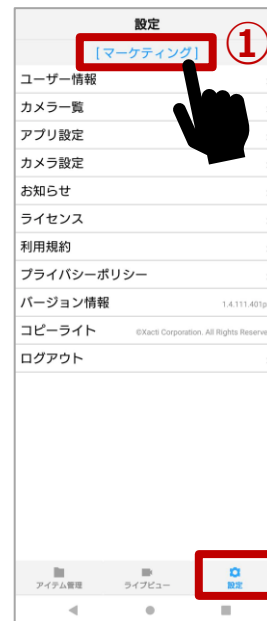 設定
[マーケティング]
①
ユーザー情報
カメラ一覧
アプリ設定
カメラ設定
お知らせ
ライセンス
利用規約
プライバシーポリシー
バージョン情報 1.4.111.401p
コピーライト ©Xacti Corporation. All Rights Reserve
ログアウト
アイテム管理 ライブビュー 設定